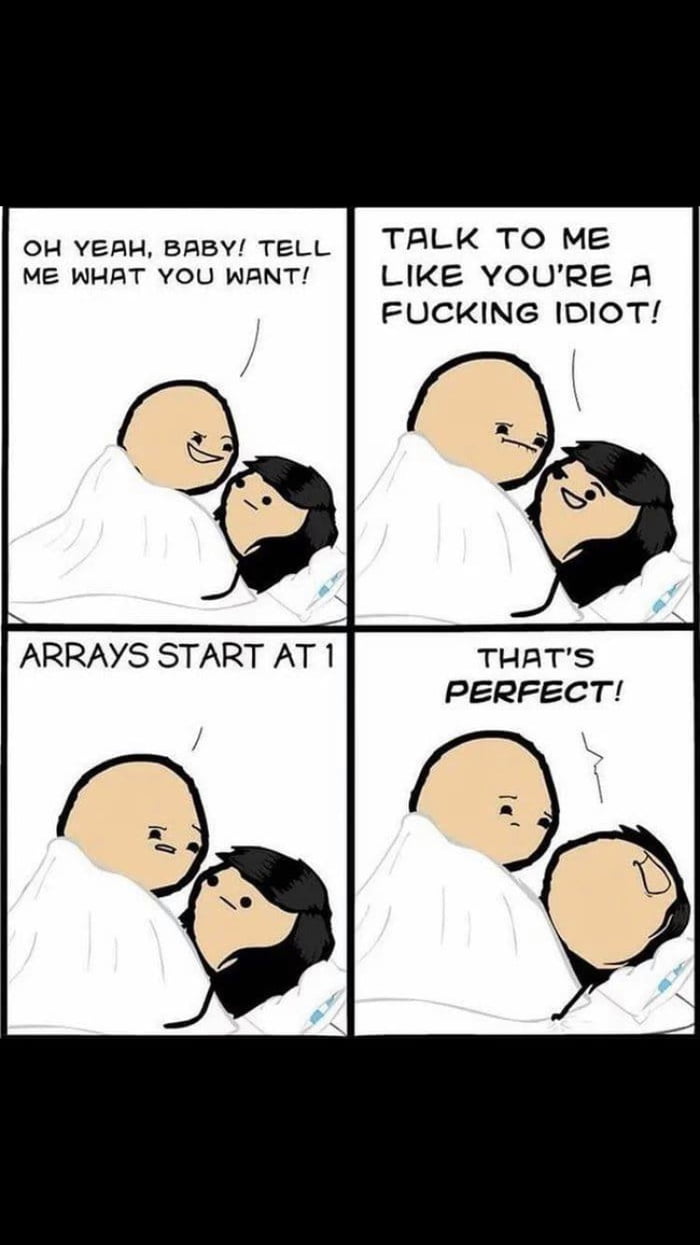 OH YEAH, BABY! TELL
ME WHAT YOU WANT!
TALK TO ME
LIKE YOU'RE A
FUCKING IDIOT!
ARRAYS START AT 1
THAT'S
PERFECT!